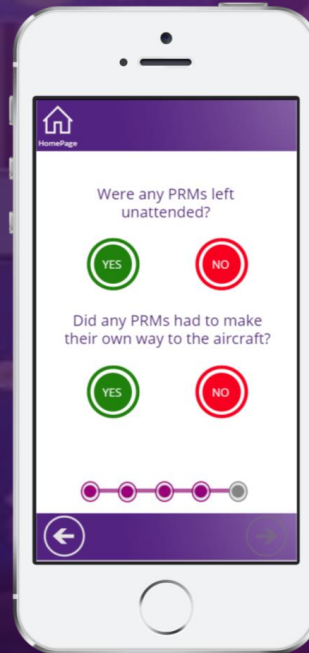 HomePage
Were any PRMs left
unattended?
YES
NO
Did any PRMs had to make
their own way to the aircraft?
YES
NO